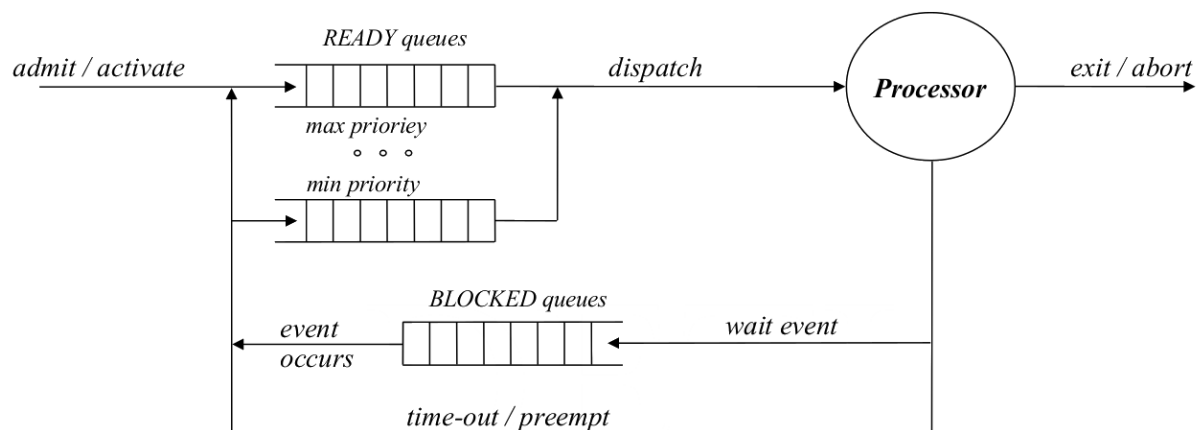 READY queues
admit / activate
dispatch
exit / abort
Processor
max prioriey
min priority
BLOCKED queues
event
occurs
wait event
time-out / preempt